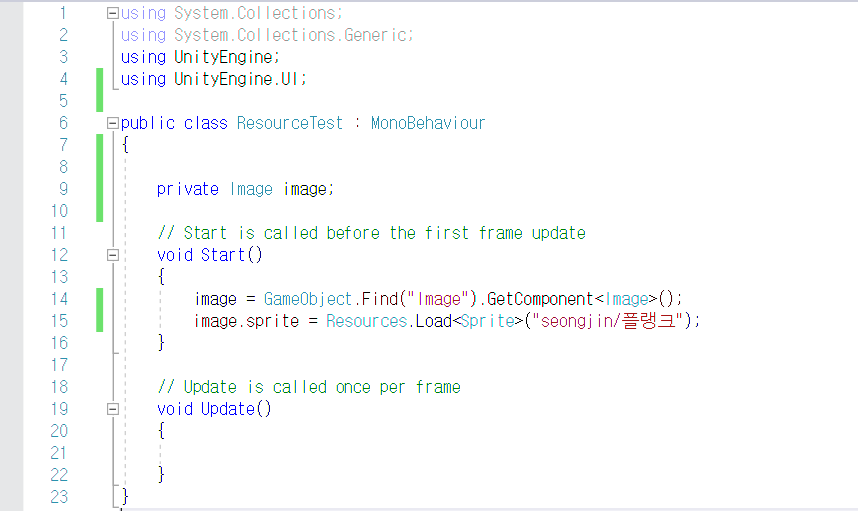 1 using System.Collections;
2 using System.Collections.Generic;
3 using UnityEngine;
4 using UnityEngine.UI;
5
6 public class ResourceTest : MonoBehaviour
7 {
8
9 private Image image;
10
11 // Start is called before the first frame update
12 void Start()
13 {
14 image = GameObject.Find("Image").GetComponent<Image>();
15 image.sprite = Resources.Load<Sprite>("seongjin/플랭크");
16 }
17
18 // Update is called once per frame
19 void Update()
20 {
21
22 }
23 }